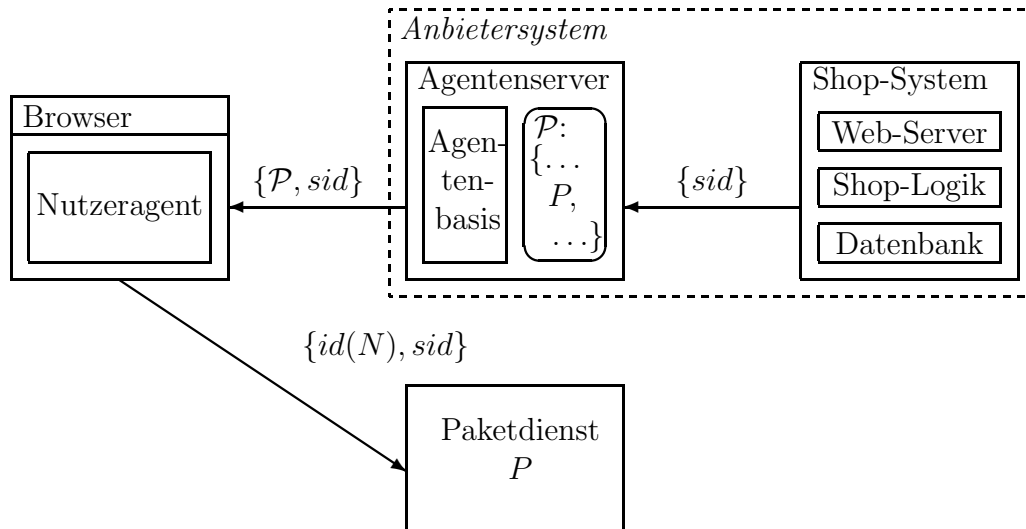 Anbietersystem
Agentenserver
Shop-System
Browser
Nutzeragent
{𝒫, sid}
Agen-
ten-
basis
𝒫:
{...
P,
...}
{sid}
Web-Server
Shop-Logik
Datenbank
{id(N), sid}
Paketdienst
P